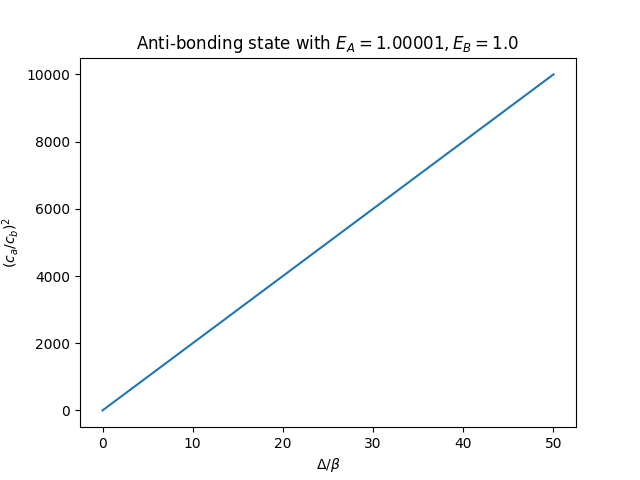 Anti-bonding state with $E_A = 1.00001, E_B = 1.0$
10000
8000
6000
4000
2000
0
$(c_a/c_b)^2$
0 10 20 30 40 50
$\Delta/\beta$